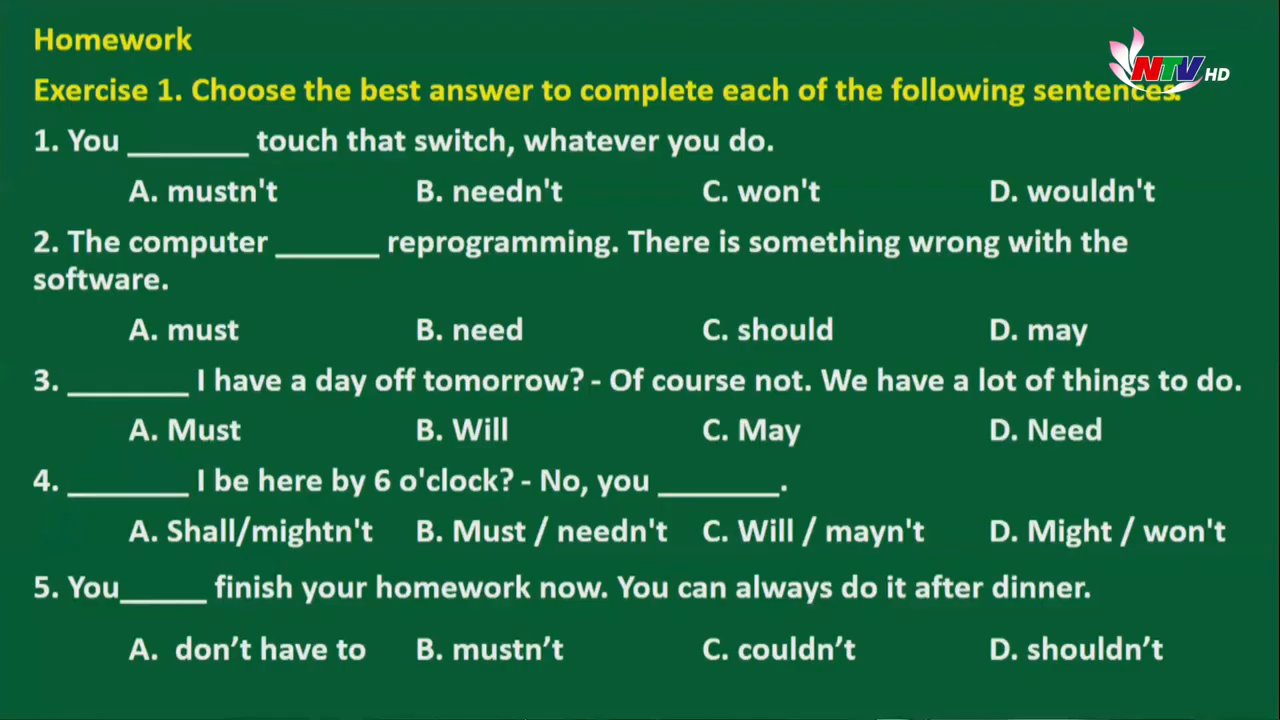 Homework
NTV HD
Exercise 1. Choose the best answer to complete each of the following sentences.
1. You _______ touch that switch, whatever you do.
A. mustn't B. needn't C. won't D. wouldn't
2. The computer ______ reprogramming. There is something wrong with the
software.
A. must B. need C. should D. may
3. _______ I have a day off tomorrow? - Of course not. We have a lot of things to do.
A. Must B. Will C. May D. Need
4. _______ I be here by 6 o'clock? - No, you _______.
A. Shall/mightn't B. Must / needn't C. Will / mayn't D. Might / won't
5. You_____ finish your homework now. You can always do it after dinner.
A. don’t have to B. mustn’t C. couldn’t D. shouldn’t